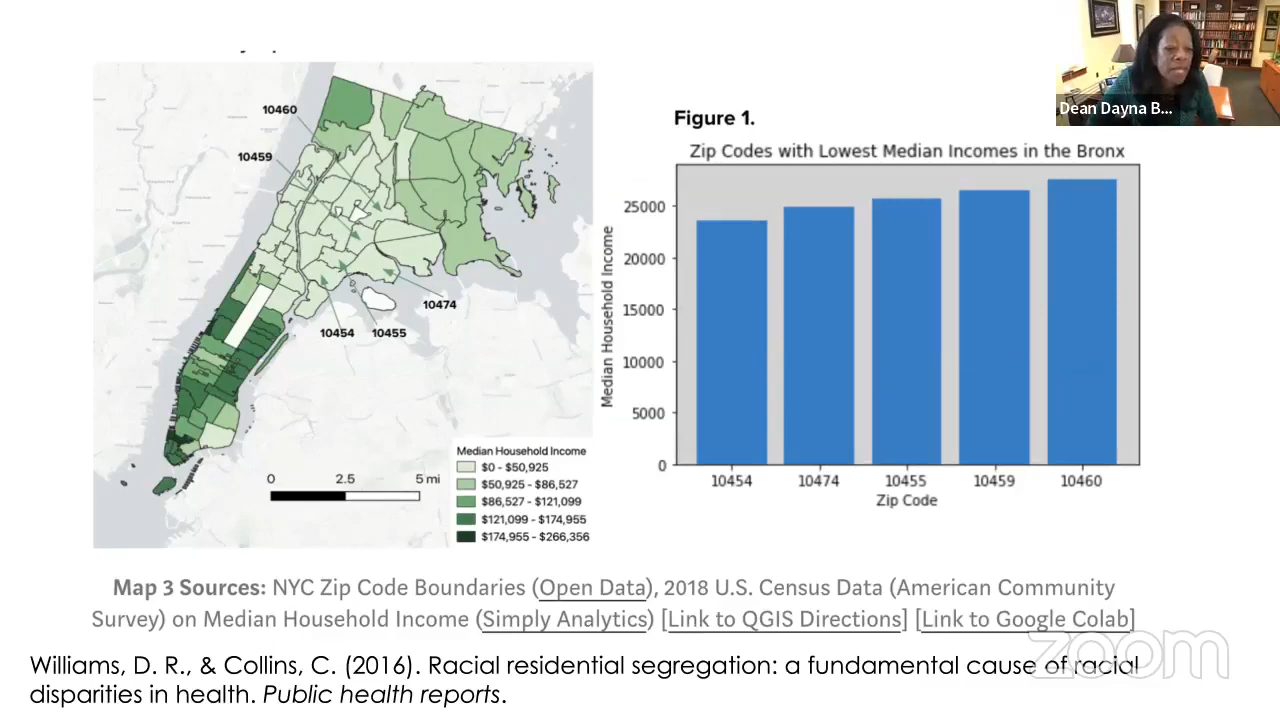 10460
10459
10474
10454
10455
Median Household Income
$0 - $50,925
$50,925 - $86,527
$86,527 - $121,099
$121,099 - $174,955
$174,955 - $266,356
0 2.5 5 mi
Figure 1.
Zip Codes with Lowest Median Incomes in the Bronx
Median Household Income
25000
20000
15000
10000
5000
0
10454 10474 10455 10459 10460
Zip Code
Dean Dayna B...
Map 3 Sources: NYC Zip Code Boundaries (Open Data), 2018 U.S. Census Data (American Community
Survey) on Median Household Income (Simply Analytics) [Link to QGIS Directions] [Link to Google Colab]
Williams, D. R., & Collins, C. (2016). Racial residential segregation: a fundamental cause of racial
disparities in health. Public health reports.
zoom